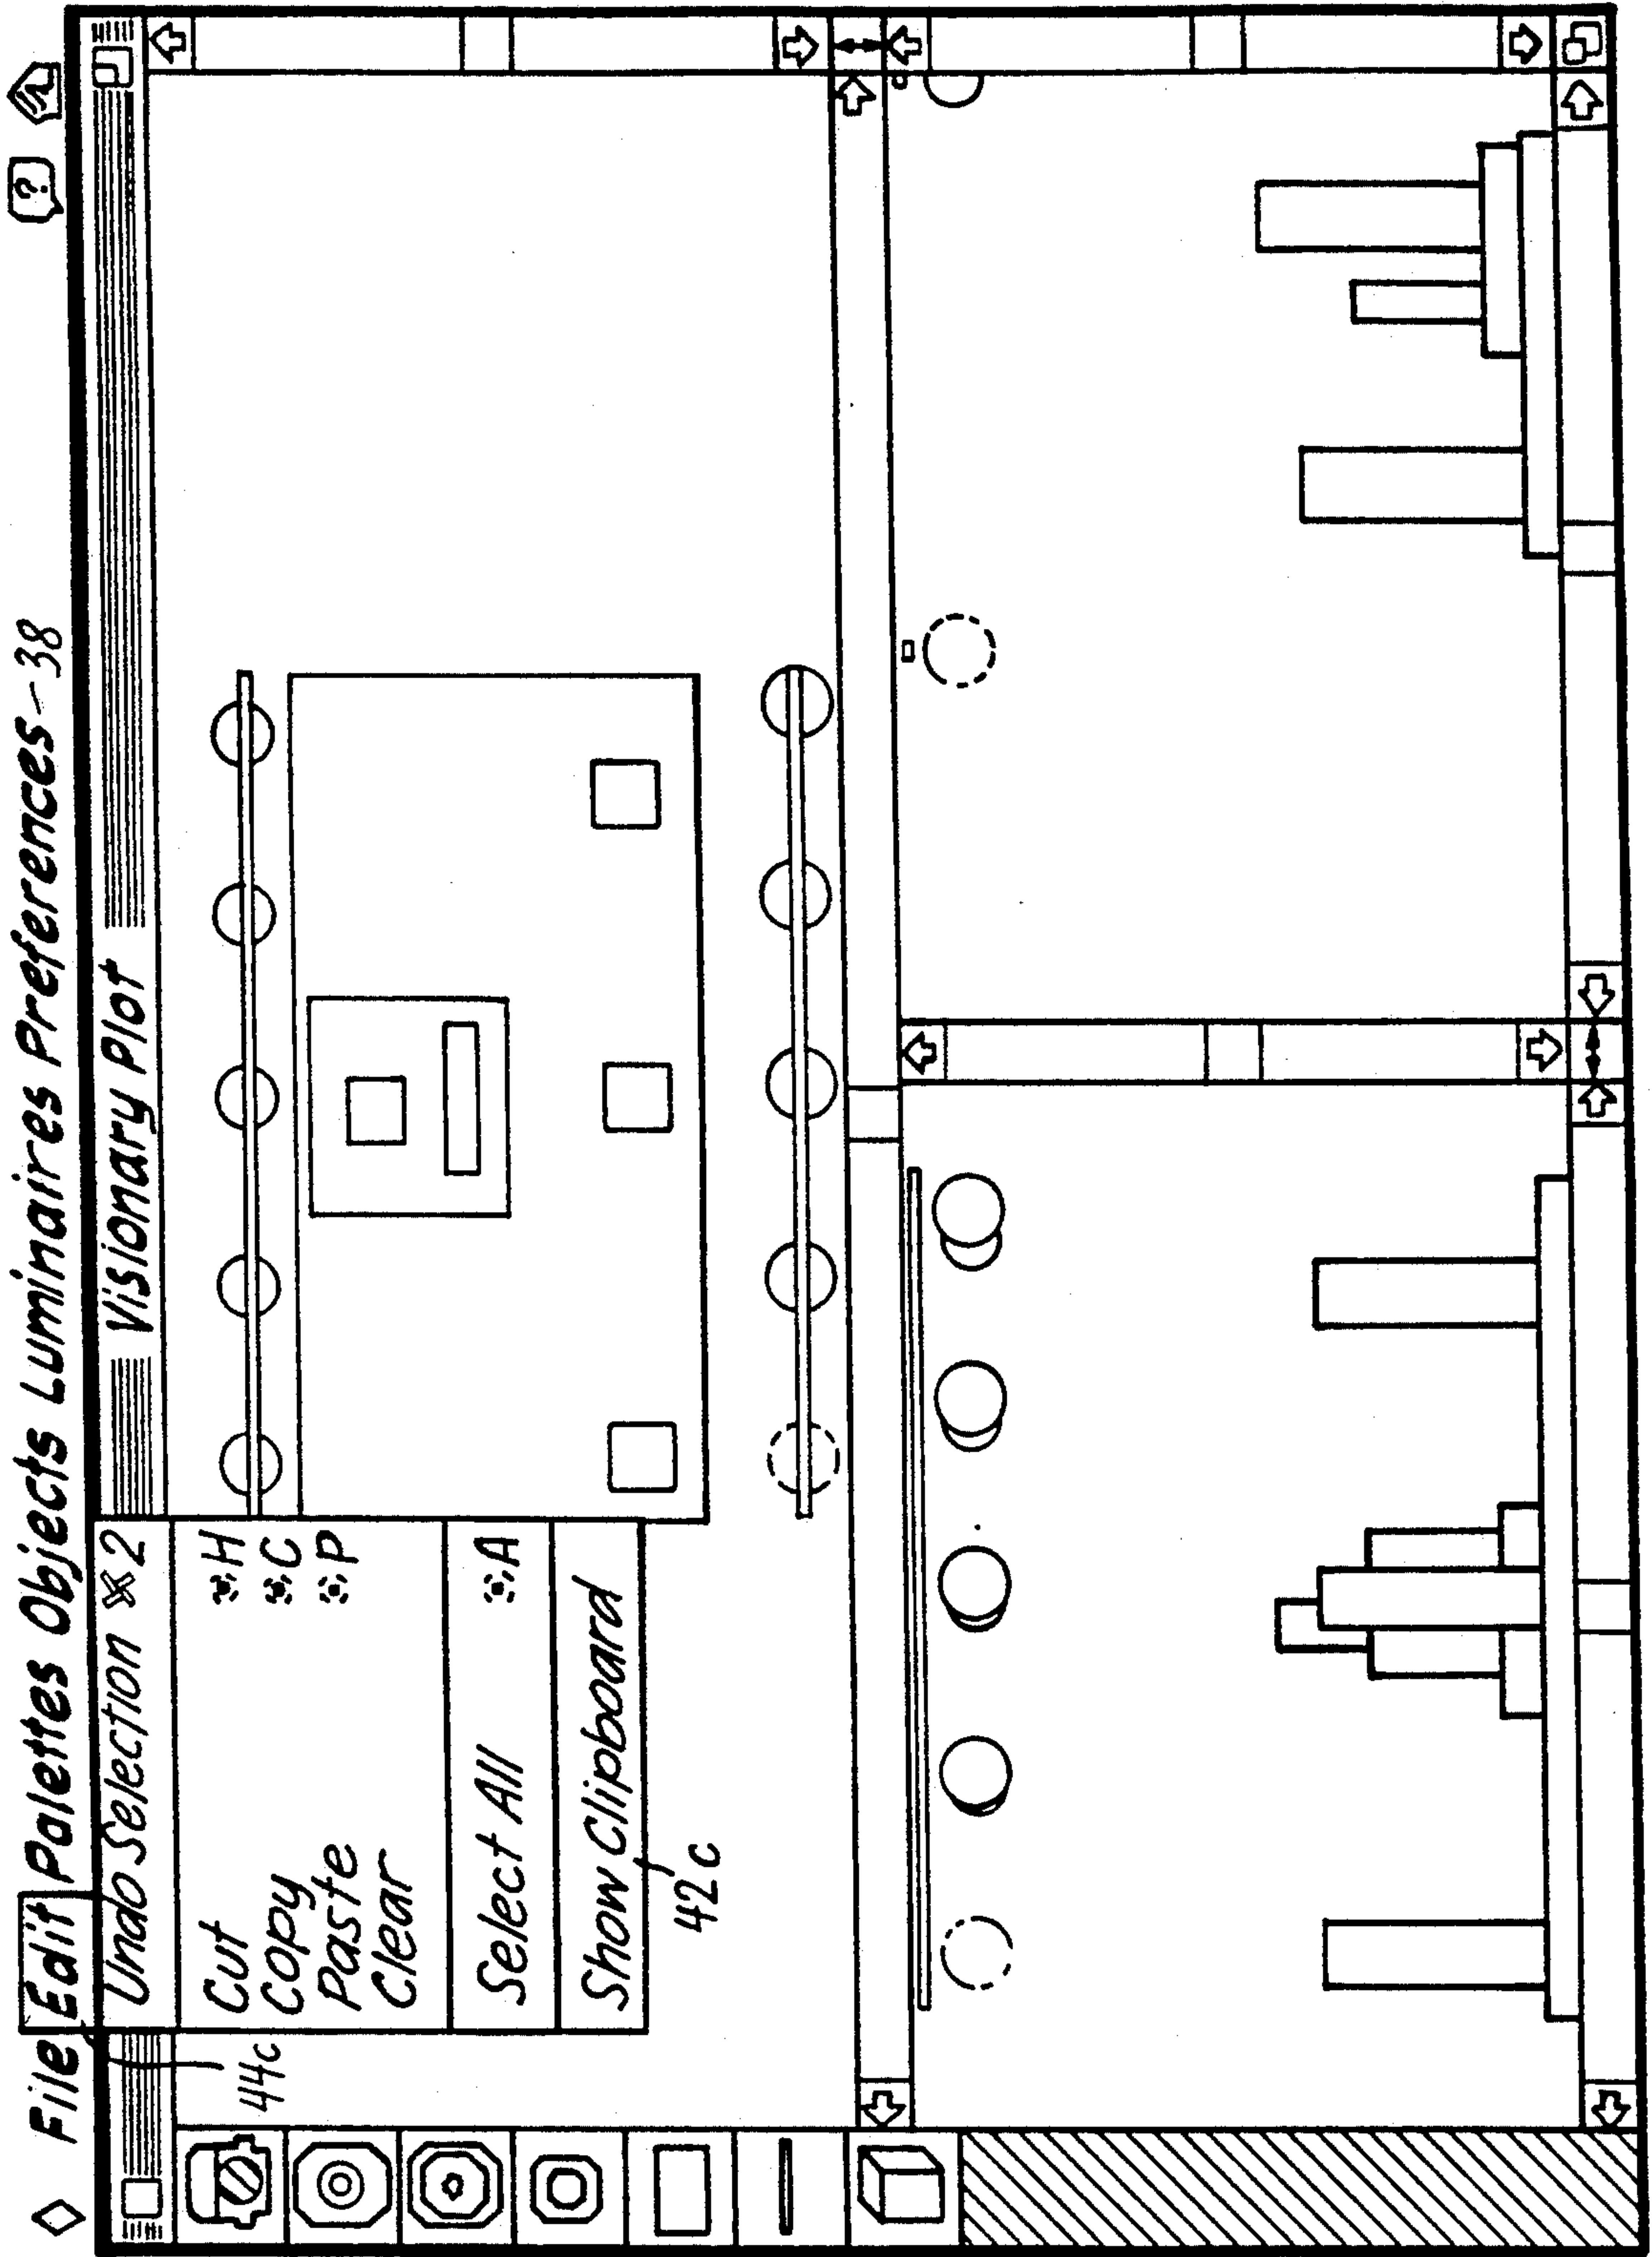 File Edit Palettes Objects Luminaires Preferences 38
?
Visionary Plot
Undo Selection ⌘2
Cut ⌘H
Copy ⌘C
Paste ⌘P
Clear
Select All ⌘A
Show Clipboard
44c
42c